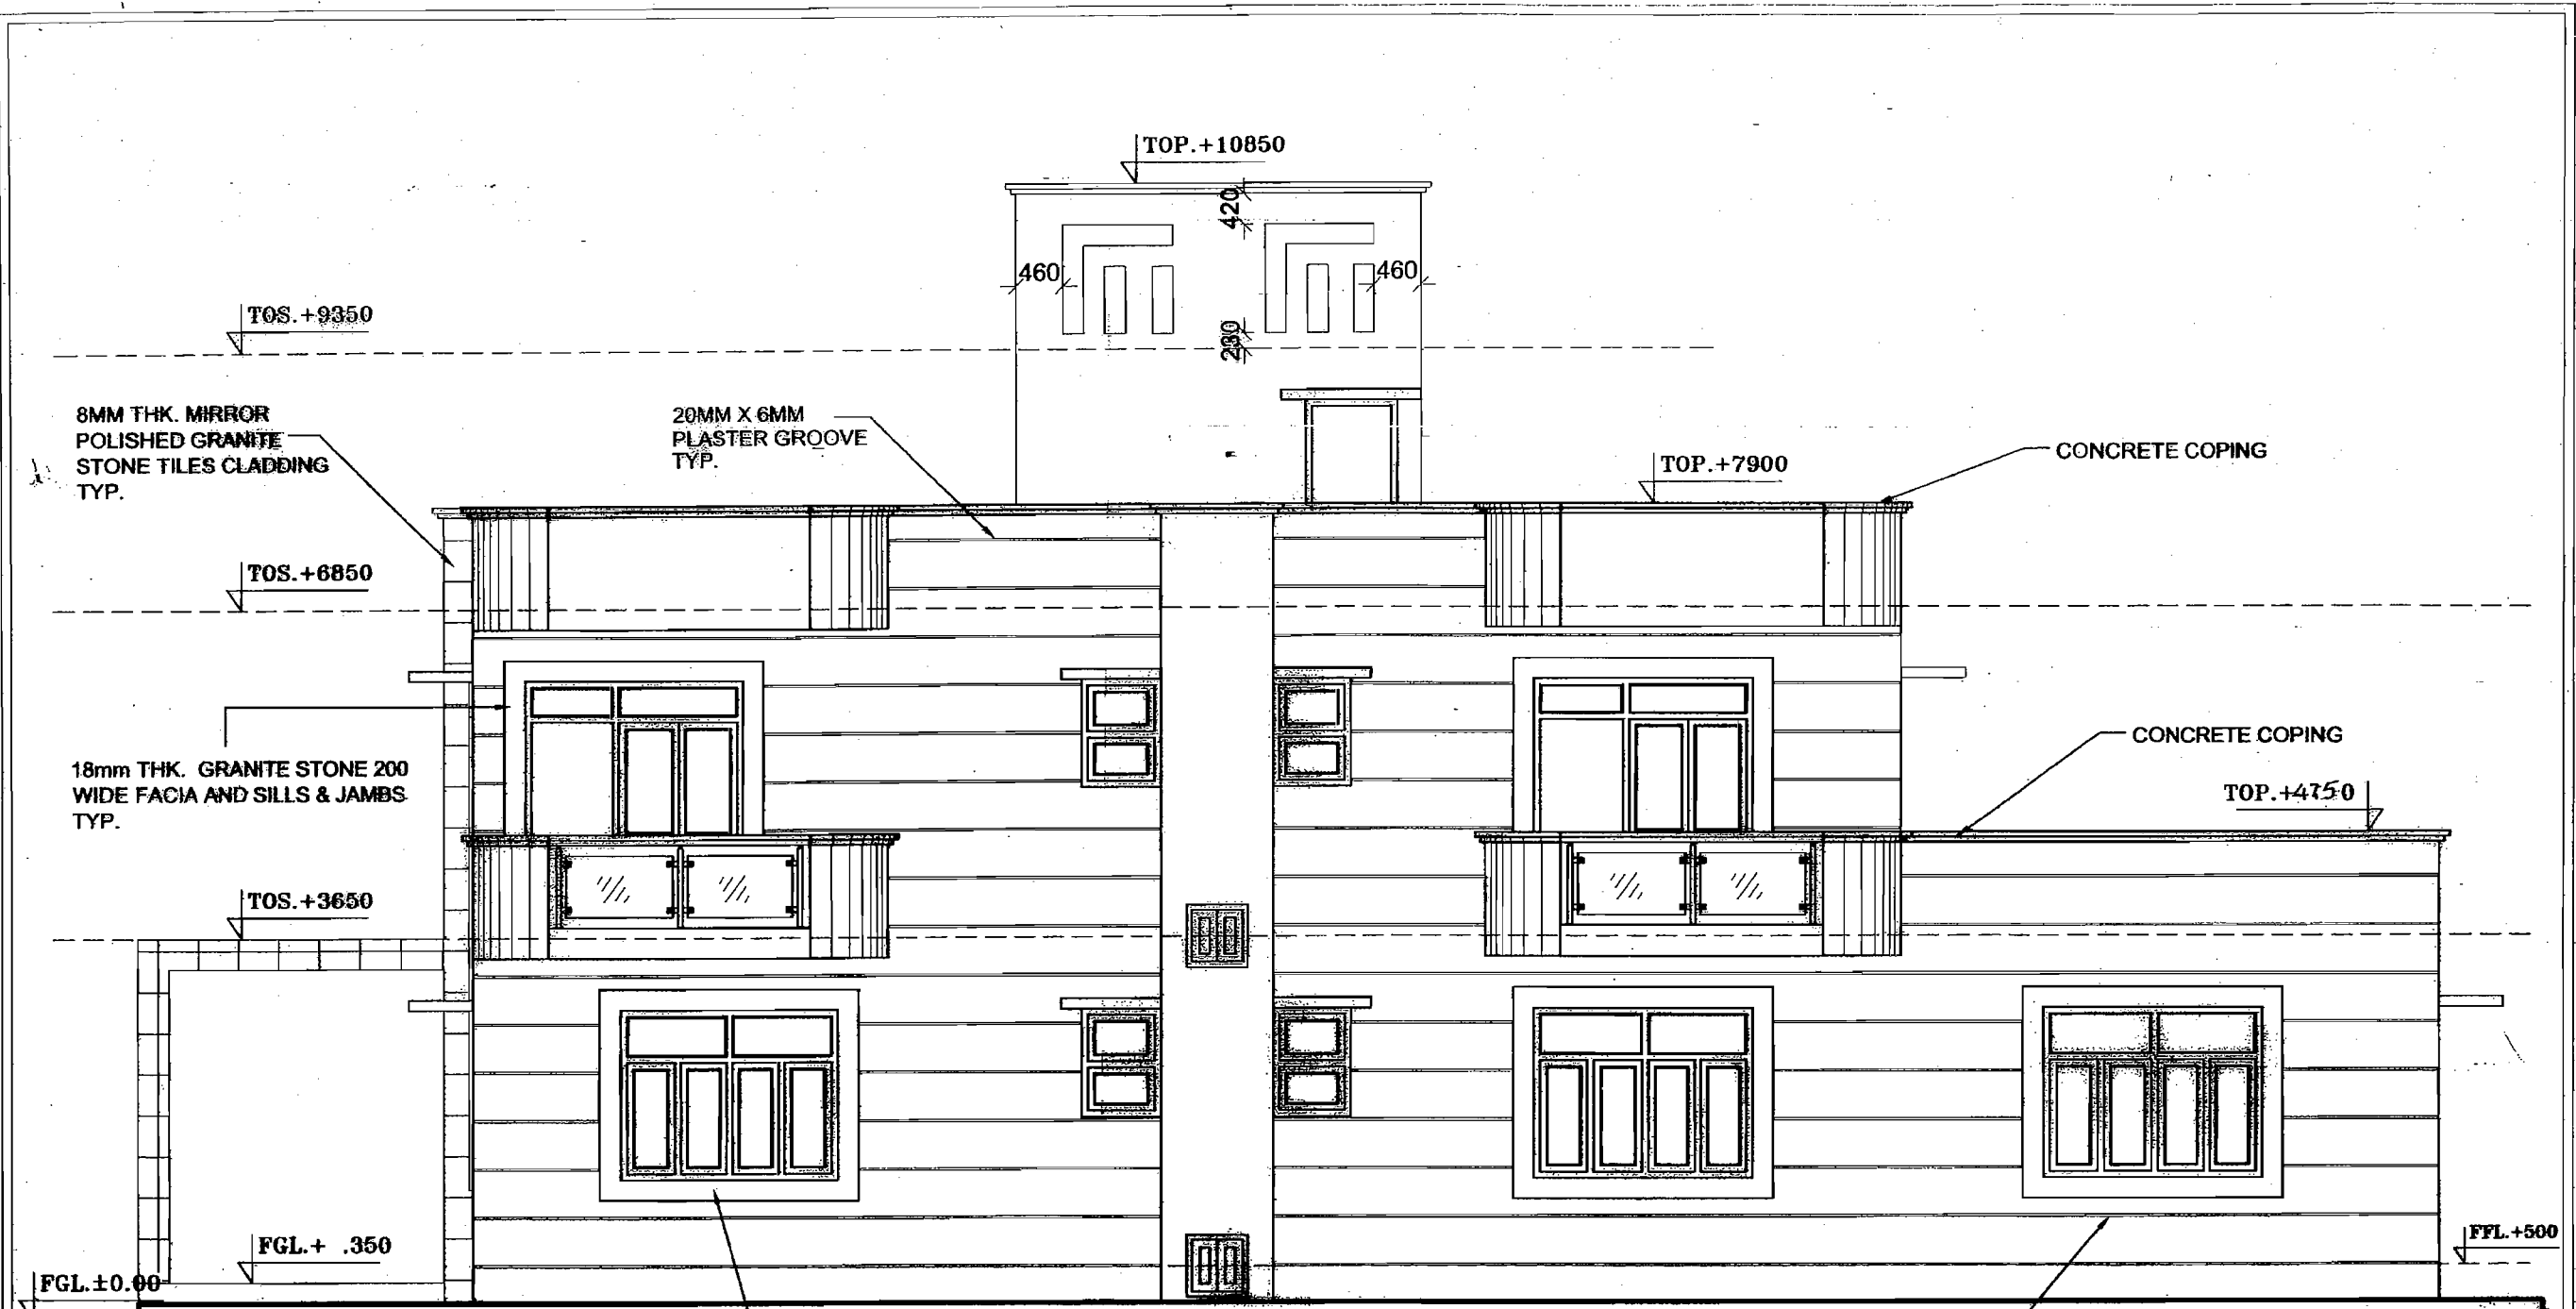 TOP.+10850
420
460
460
230
TOS.+9350
8MM THK. MIRROR
POLISHED GRANITE
STONE TILES CLADDING
TYP.
20MM X 6MM
PLASTER GROOVE
TYP.
TOP.+7900
CONCRETE COPING
TOS.+6850
18mm THK. GRANITE STONE 200
WIDE FACIA AND SILLS & JAMBS
TYP.
CONCRETE COPING
TOP.+4750
TOS.+3650
FGL.+ .350
FFL.+500
FGL.±0.00